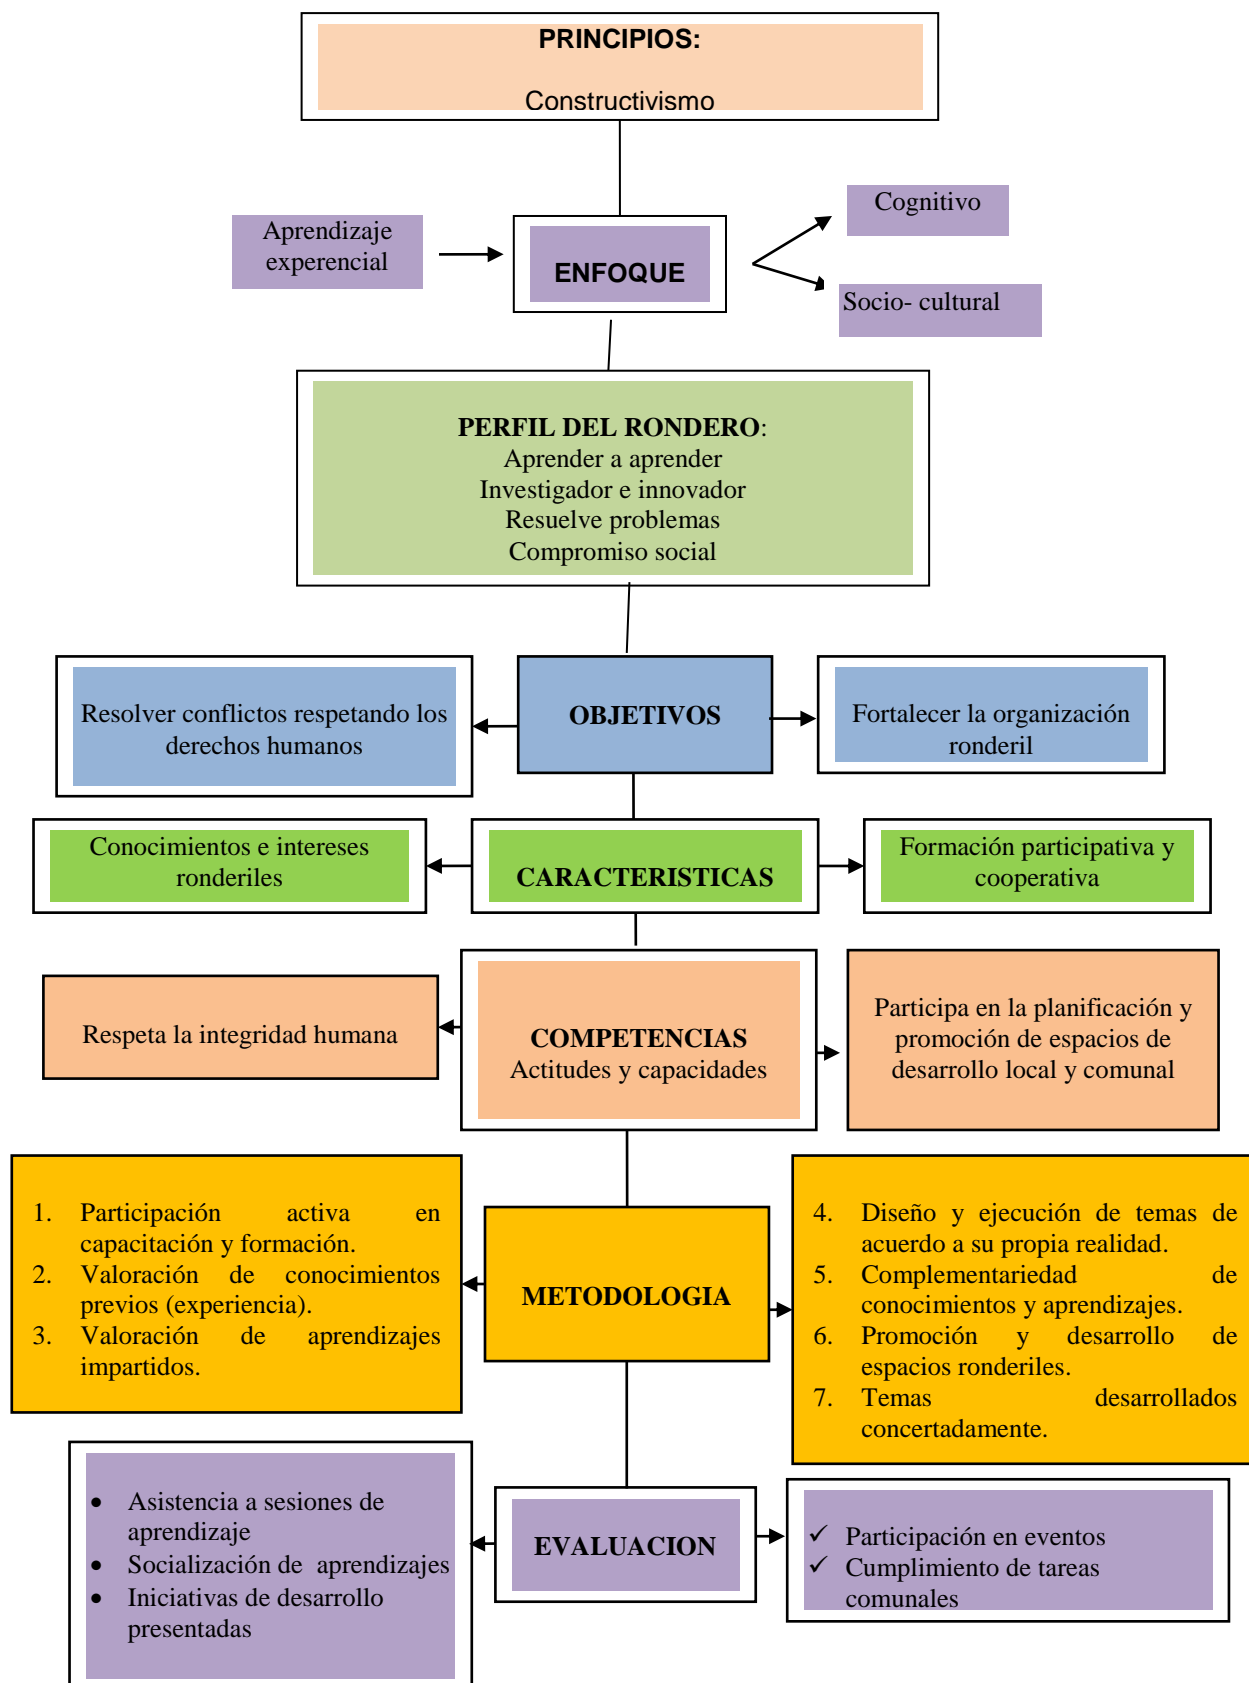 PRINCIPIOS:
Constructivismo
Aprendizaje
experencial
ENFOQUE
Cognitivo
Socio- cultural
PERFIL DEL RONDERO:
Aprender a aprender
Investigador e innovador
Resuelve problemas
Compromiso social
Resolver conflictos respetando los
derechos humanos
OBJETIVOS
Fortalecer la organización
ronderil
Conocimientos e intereses
ronderiles
CARACTERISTICAS
Formación participativa y
cooperativa
Respeta la integridad humana
COMPETENCIAS
Actitudes y capacidades
Participa en la planificación y
promoción de espacios de
desarrollo local y comunal
1. Participación activa en
capacitación y formación.
2. Valoración de conocimientos
previos (experiencia).
3. Valoración de aprendizajes
impartidos.
METODOLOGIA
4. Diseño y ejecución de temas de
acuerdo a su propia realidad.
5. Complementariedad de
conocimientos y aprendizajes.
6. Promoción y desarrollo de
espacios ronderiles.
7. Temas desarrollados
concertadamente.
• Asistencia a sesiones de
aprendizaje
• Socialización de aprendizajes
• Iniciativas de desarrollo
presentadas
EVALUACION
✓ Participación en eventos
✓ Cumplimiento de tareas
comunales